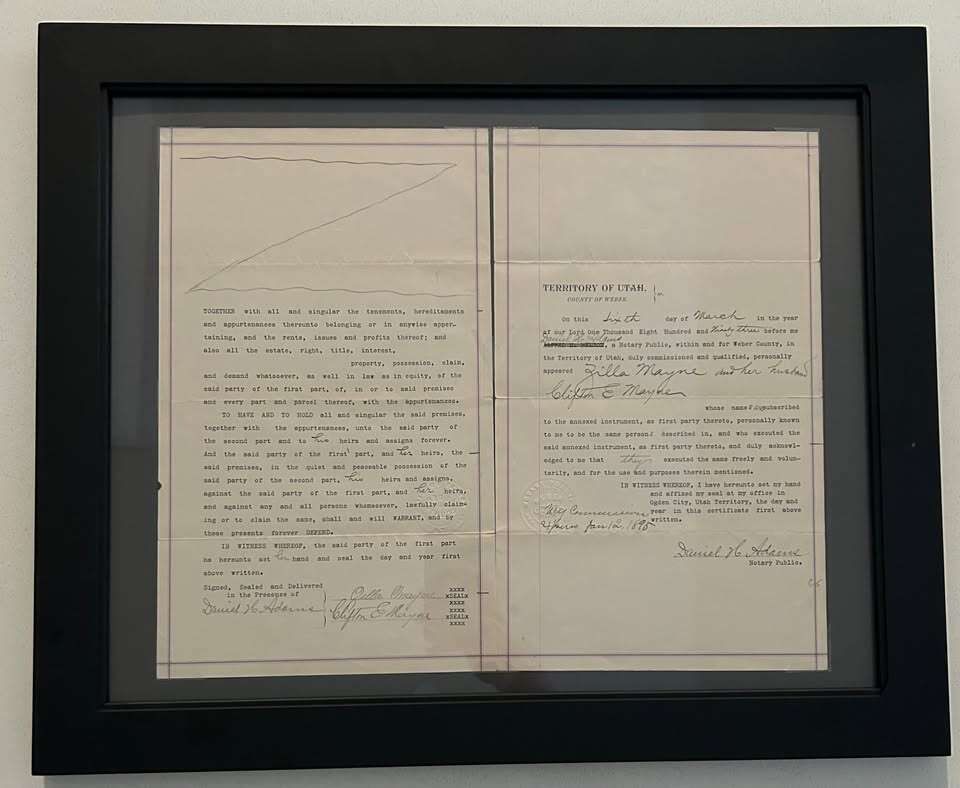 TOGETHER with all and singular the tenements, hereditaments
and appurtenances thereunto belonging or in anywise apper-
taining, and the rents, issues and profits thereof; and
also all the estate, right, title, interest,
property, possession, claim,
and demand whatsoever, as well in law as in equity, of the
said party of the first part, of, in or to said premises
and every part and parcel thereof, with the appurtenances.
TO HAVE AND TO HOLD all and singular the said premises,
together with the appurtenances, unto the said party of
the second part and to his heirs and assigns forever.
And the said party of the first part, and her heirs, the
said premises, in the quiet and peaceable possession of the
said party of the second part, his heirs and assigns,
against the said party of the first part, and her heirs,
and against any and all persons whomsoever, lawfully claim-
ing or to claim the same, shall and will WARRANT, and by
these presents forever DEFEND.
IN WITNESS WHEREOF, the said party of the first part
ha hereunto set her hand and seal the day and year first
above written.
Signed, Sealed and Delivered
in the Presence of
Daniel H Adams
Zilla Mayne
Clifton E Mayne
xxxx
xSEALx
xxxx
xxxx
xSEALx
xxxx
TERRITORY OF UTAH,
COUNTY OF WEBER.
ss.
On this Sixth day of March in the year
of our Lord One Thousand Eight Hundred and Ninety three before me
Daniel H Adams
, a Notary Public, within and for Weber County, in
the Territory of Utah, duly commissioned and qualified, personally
appeared Zilla Mayne and her husband
Clifton E Mayne
whose names subscribed
to the annexed instrument, as first party thereto, personally known
to me to be the same persons described in, and who executed the
said annexed instrument, as first party thereto, and duly acknowl-
edged to me that they executed the same freely and volun-
tarily, and for the use and purposes therein mentioned.
IN WITNESS WHEREOF, I have hereunto set my hand
and affixed my seal at my office in
Ogden City, Utah Territory, the day and
year in this certificate first above
written.
My Commission
Expires Jan 12, 1895
Daniel H Adams
Notary Public.